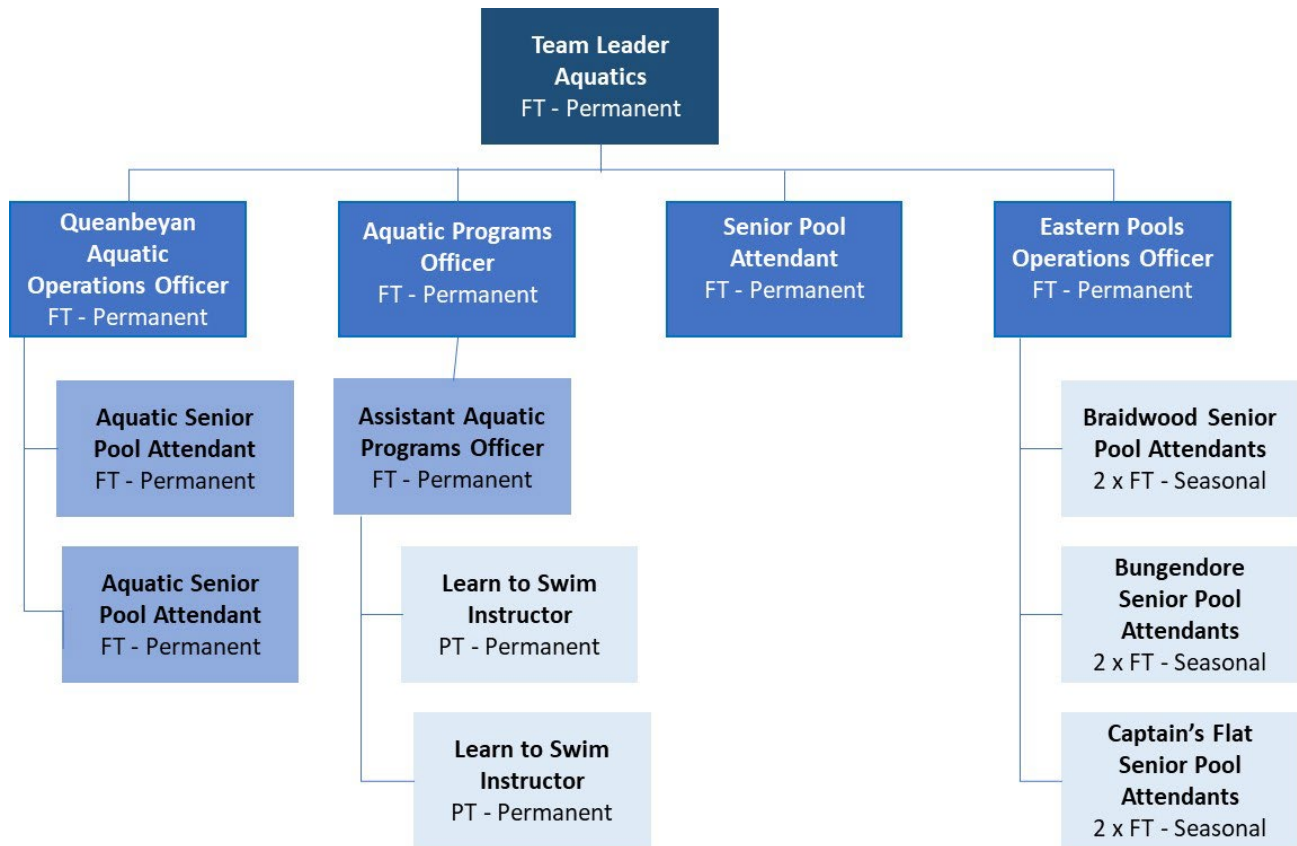 Team Leader
Aquatics
FT - Permanent
Queanbeyan
Aquatic
Operations Officer
FT - Permanent
Aquatic Programs
Officer
FT - Permanent
Senior Pool
Attendant
FT - Permanent
Eastern Pools
Operations Officer
FT - Permanent
Aquatic Senior
Pool Attendant
FT - Permanent
Aquatic Senior
Pool Attendant
FT - Permanent
Assistant Aquatic
Programs Officer
FT - Permanent
Learn to Swim
Instructor
PT - Permanent
Learn to Swim
Instructor
PT - Permanent
Braidwood Senior
Pool Attendants
2 x FT - Seasonal
Bungendore
Senior Pool
Attendants
2 x FT - Seasonal
Captain’s Flat
Senior Pool
Attendants
2 x FT - Seasonal